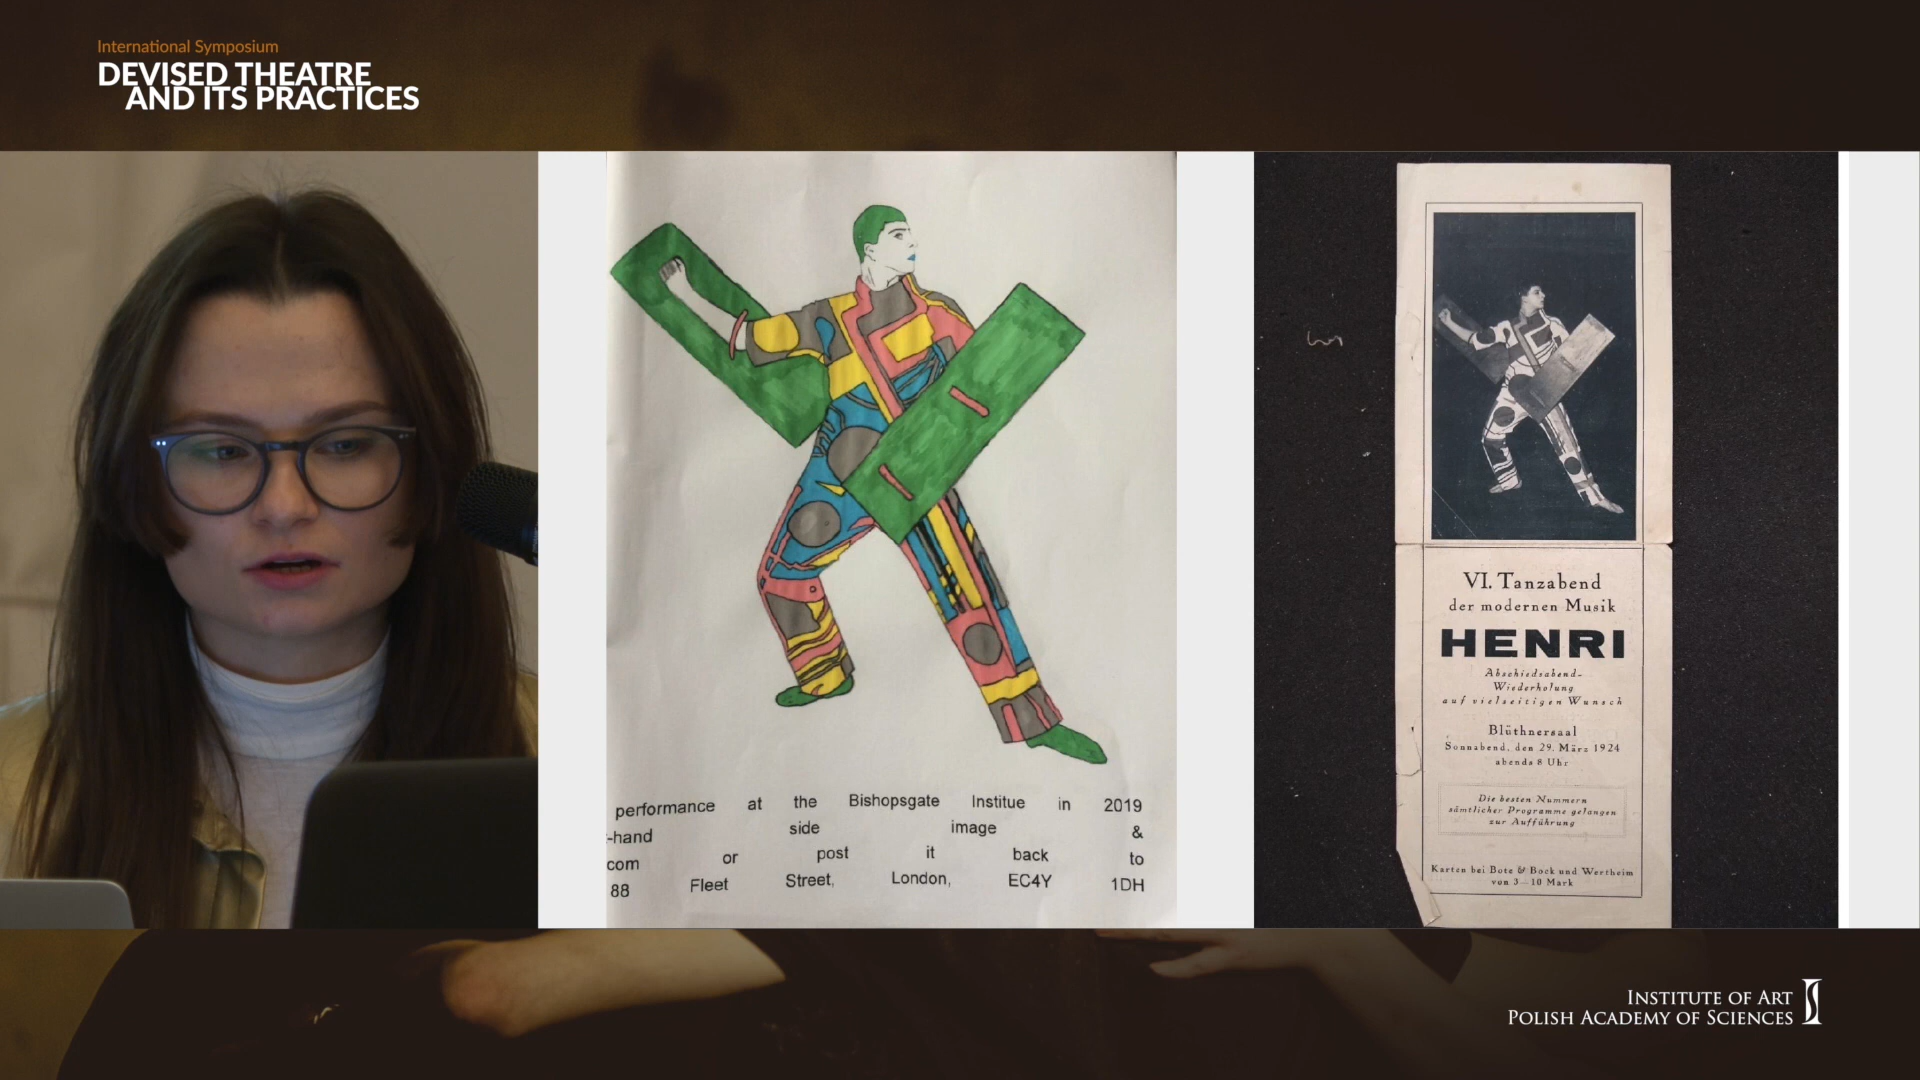 International Symposium
DEVISED THEATRE
AND ITS PRACTICES
performance at the Bishopsgate Institue in 2019
-hand side image &
com or post it back to
88 Fleet Street, London, EC4Y 1DH
VI. Tanzabend
der modernen Musik
HENRI
Abschiedsabend-
Wiederholung
auf vielseitigen Wunsch
Blüthnersaal
Sonnabend, den 29. März 1924
abends 8 Uhr
Die besten Nummern
sämtlicher Programme gelangen
zur Aufführung
Karten bei Bote & Bock und Wertheim
von 3—10 Mark
INSTITUTE OF ART
POLISH ACADEMY OF SCIENCES